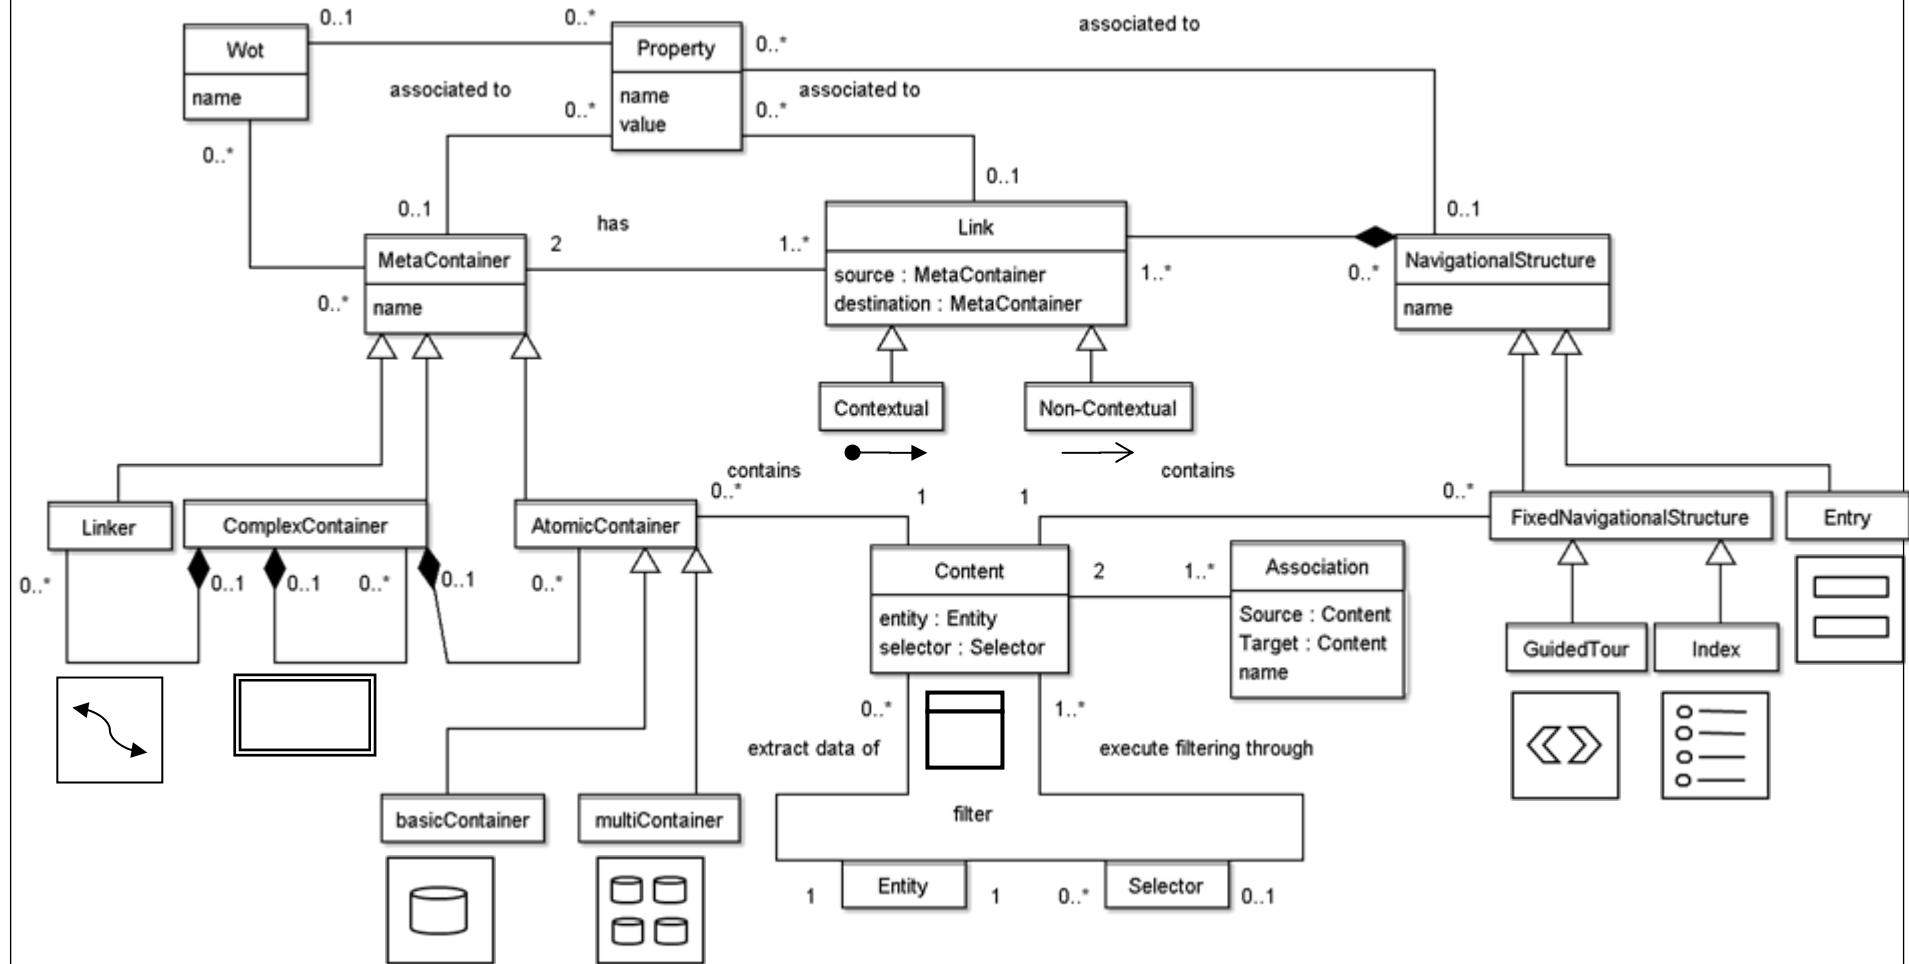 0..1
0..*
associated to
Wot
Property
0..*
name
associated to
name
associated to
0..*
0..*
value
0..*
0..1
0..1
0..1
has
Link
2
1..*
MetaContainer
NavigationalStructure
source : MetaContainer
1..*
0..*
0..*
name
destination : MetaContainer
name
Contextual
Non-Contextual
contains
contains
0..*
1
1
0..*
Linker
ComplexContainer
AtomicContainer
FixedNavigationalStructure
Entry
0..*
0..1
0..1
0..*
0..1
0..*
Content
2
1..*
Association
entity : Entity
Source : Content
selector : Selector
Target : Content
name
GuidedTour
Index
0..*
1..*
extract data of
execute filtering through
basicContainer
multiContainer
filter
1
Entity
1
0..*
Selector
0..1